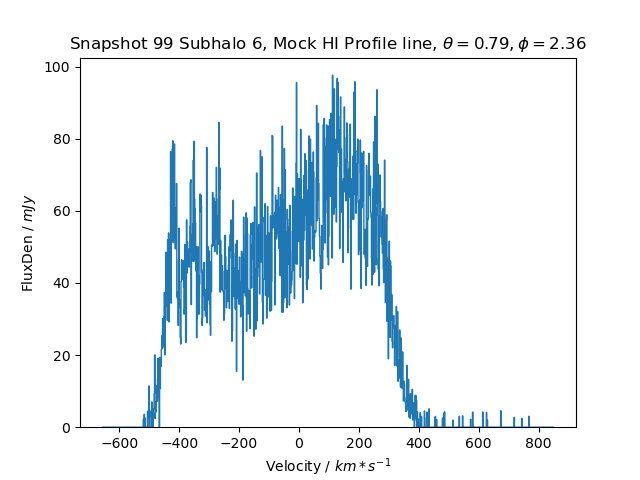 Snapshot 99 Subhalo 6, Mock HI Profile line, θ = 0.79, ϕ = 2.36
FluxDen / mJy
100
80
60
40
20
0
−600 −400 −200 0 200 400 600 800
Velocity / km * s⁻¹